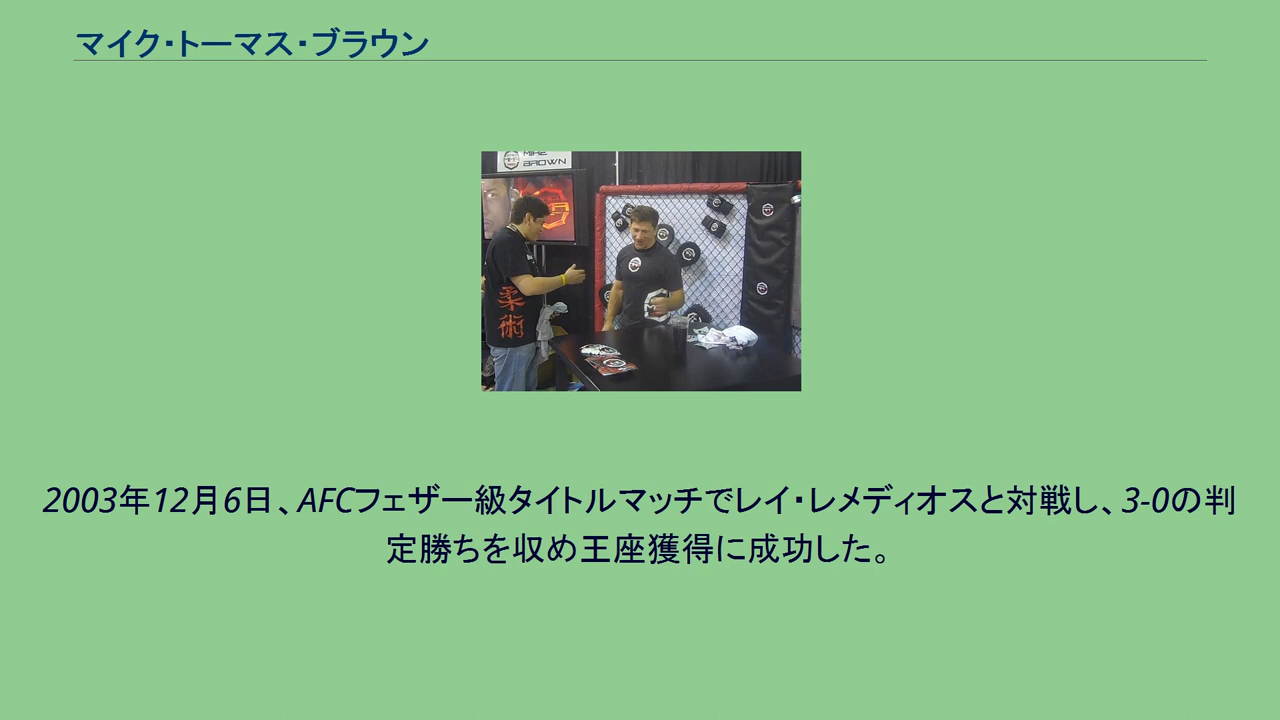 マイク・トーマス・ブラウン
MIKE
BROWN
柔
術
2003年12月6日、AFCフェザー級タイトルマッチでレイ・レメディオスと対戦し、3-0の判
定勝ちを収め王座獲得に成功した。